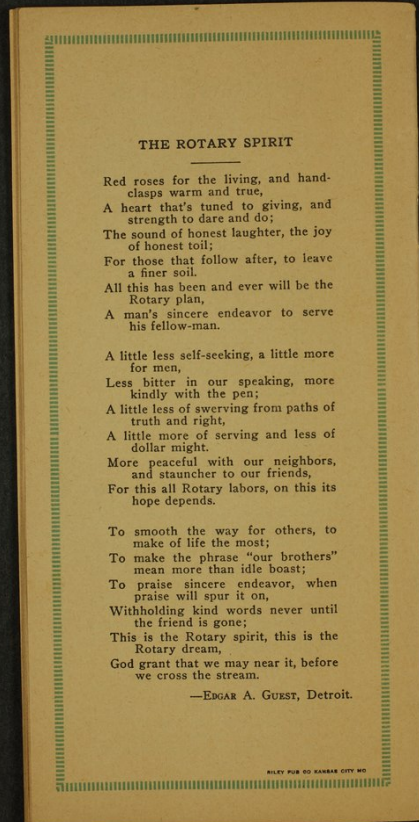 THE ROTARY SPIRIT
Red roses for the living, and hand-
clasps warm and true,
A heart that's tuned to giving, and
strength to dare and do;
The sound of honest laughter, the joy
of honest toil;
For those that follow after, to leave
a finer soil.
All this has been and ever will be the
Rotary plan,
A man's sincere endeavor to serve
his fellow-man.
A little less self-seeking, a little more
for men,
Less bitter in our speaking, more
kindly with the pen;
A little less of swerving from paths of
truth and right,
A little more of serving and less of
dollar might.
More peaceful with our neighbors,
and stauncher to our friends,
For this all Rotary labors, on this its
hope depends.
To smooth the way for others, to
make of life the most;
To make the phrase "our brothers"
mean more than idle boast;
To praise sincere endeavor, when
praise will spur it on,
Withholding kind words never until
the friend is gone;
This is the Rotary spirit, this is the
Rotary dream,
God grant that we may near it, before
we cross the stream.
—EDGAR A. GUEST, Detroit.
RILEY PUB CO KANSAS CITY MO